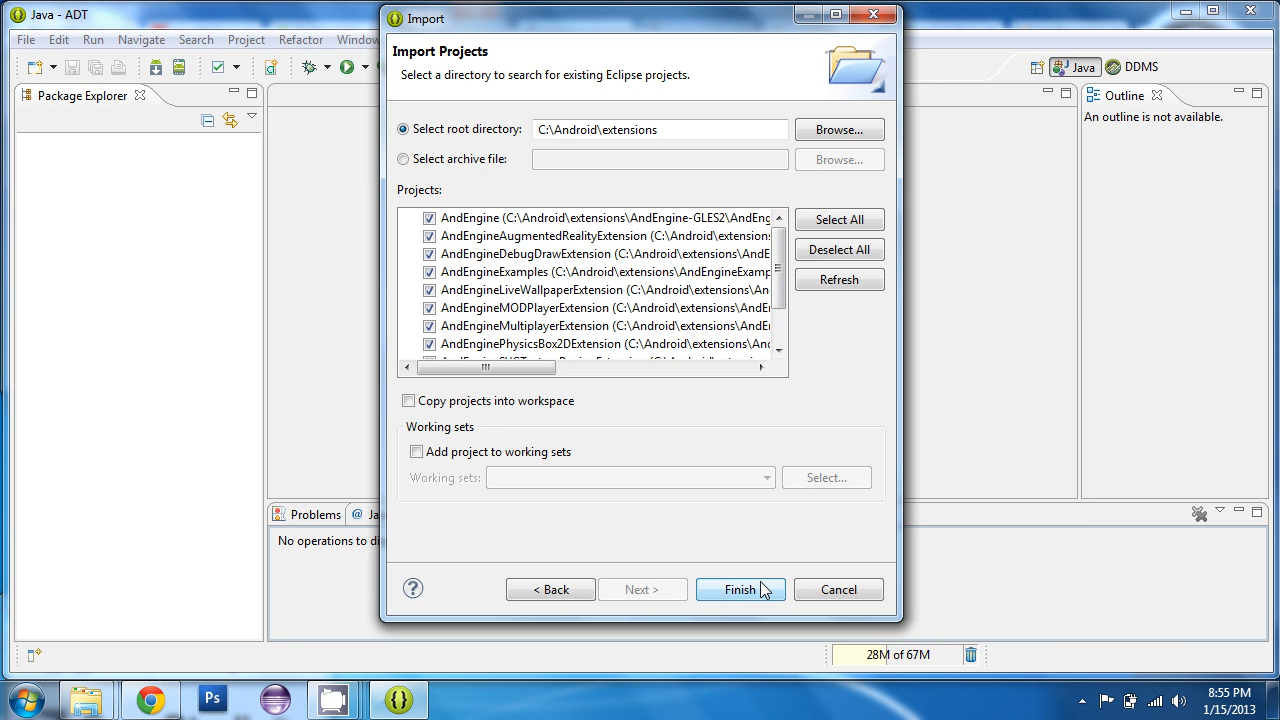 Java - ADT
Import
File Edit Run Navigate Search Project Refactor Window
Import Projects
Select a directory to search for existing Eclipse projects.
Java DDMS
Package Explorer
Outline
An outline is not available.
Select root directory: C:\Android\extensions Browse...
Select archive file: Browse...
Projects:
AndEngine (C:\Android\extensions\AndEngine-GLES2\AndEng
AndEngineAugmentedRealityExtension (C:\Android\extensions
AndEngineDebugDrawExtension (C:\Android\extensions\AndE
AndEngineExamples (C:\Android\extensions\AndEngineExamp
AndEngineLiveWallpaperExtension (C:\Android\extensions\An
AndEngineMODPlayerExtension (C:\Android\extensions\AndE
AndEngineMultiplayerExtension (C:\Android\extensions\AndE
AndEnginePhysicsBox2DExtension (C:\Android\extensions\And
Select All
Deselect All
Refresh
Copy projects into workspace
Working sets
Add project to working sets
Working sets: Select...
Problems @ Ja
No operations to di
< Back Next > Finish Cancel
28M of 67M
Ps
8:55 PM
1/15/2013